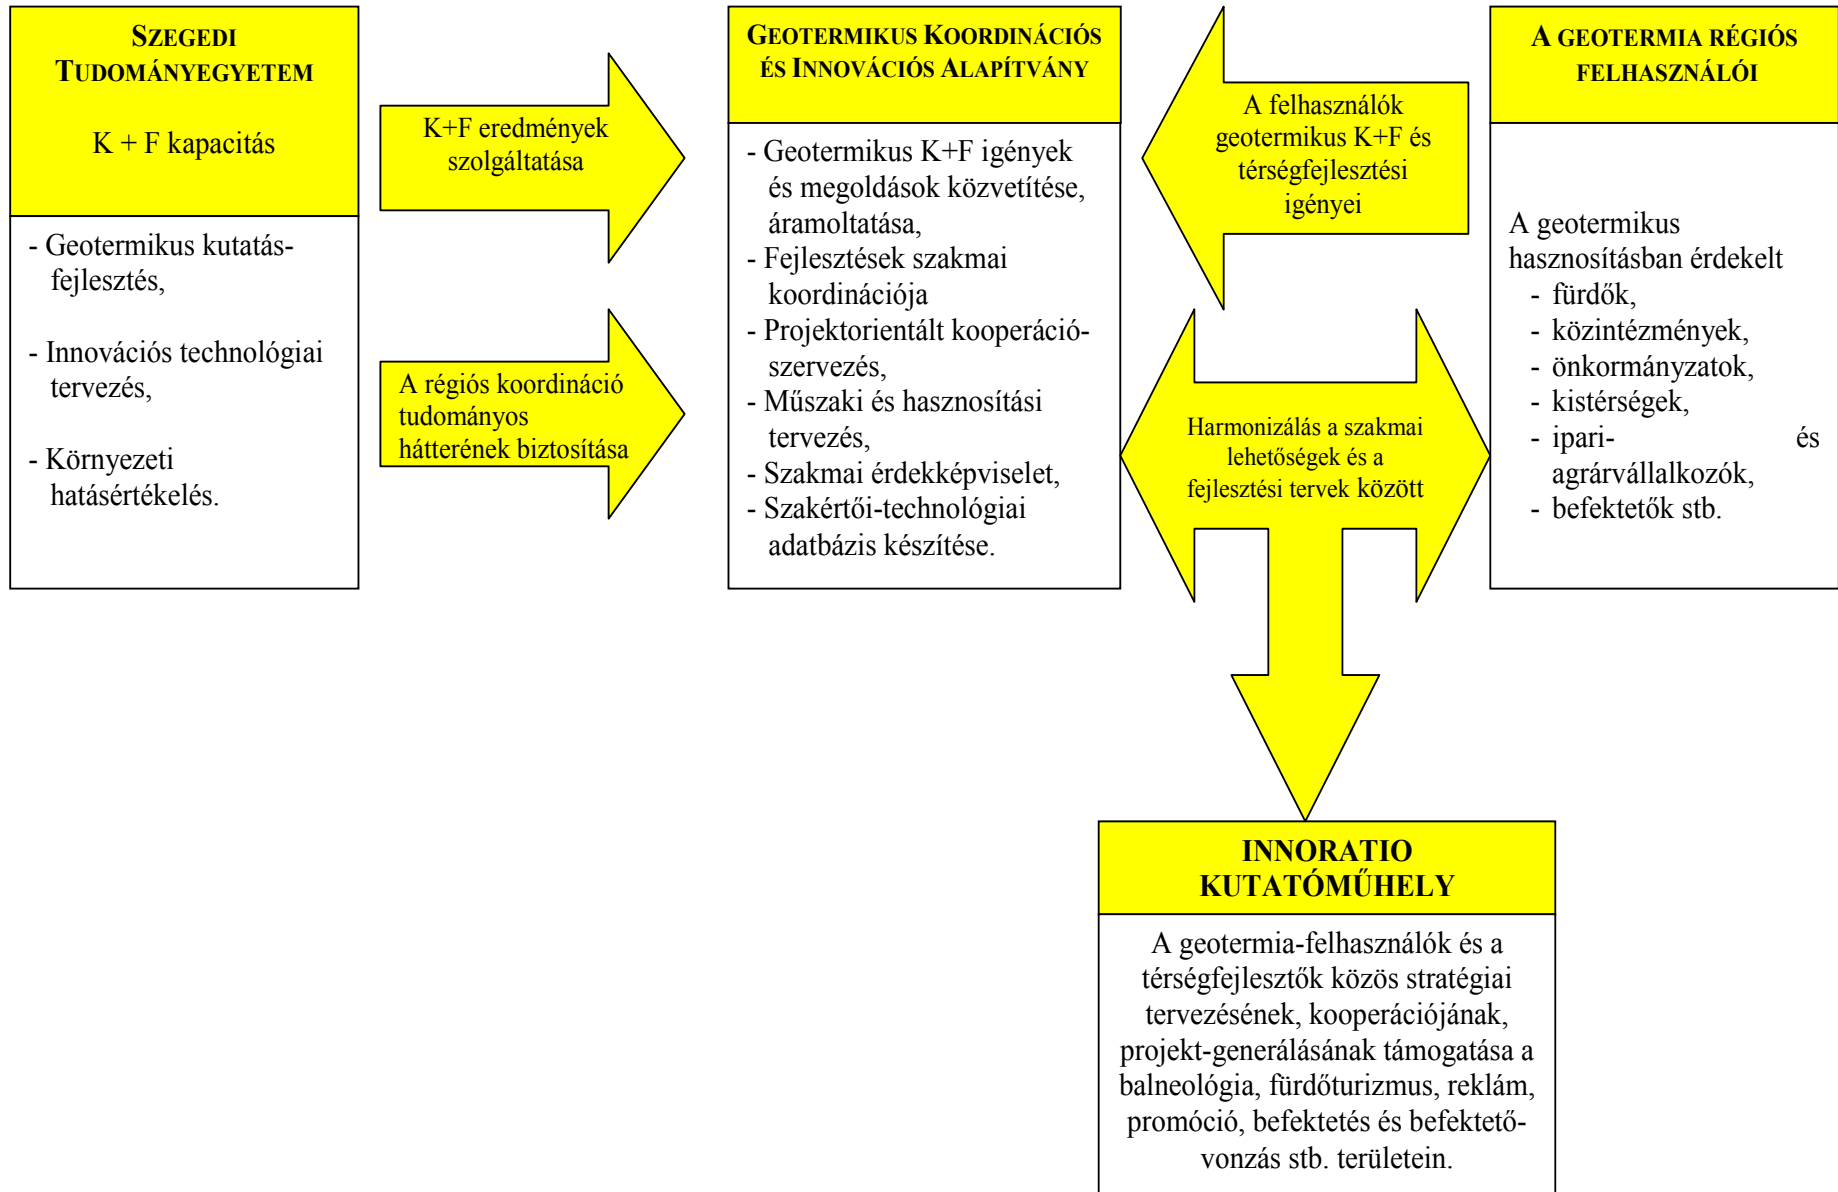 SZEGEDI
TUDOMÁNYEGYETEM
K + F kapacitás
- Geotermikus kutatás-
fejlesztés,
- Innovációs technológiai
tervezés,
- Környezeti
hatásértékelés.
K+F eredmények
szolgáltatása
A régiós koordináció
tudományos
hátterének biztosítása
GEOTERMIKUS KOORDINÁCIÓS
ÉS INNOVÁCIÓS ALAPÍTVÁNY
- Geotermikus K+F igények
és megoldások közvetítése,
áramoltatása,
- Fejlesztések szakmai
koordinációja
- Projektorientált kooperáció-
szervezés,
- Műszaki és hasznosítási
tervezés,
- Szakmai érdekképviselet,
- Szakértői-technológiai
adatbázis készítése.
A felhasználók
geotermikus K+F és
térségfejlesztési
igényei
Harmonizálás a szakmai
lehetőségek és a
fejlesztési tervek között
A GEOTERMIA RÉGIÓS
FELHASZNÁLÓI
A geotermikus
hasznosításban érdekelt
- fürdők,
- közintézmények,
- önkormányzatok,
- kistérségek,
- ipari- és
agrárvállalkozók,
- befektetők stb.
INNORATIO
KUTATÓMŰHELY
A geotermia-felhasználók és a
térségfejlesztők közös stratégiai
tervezésének, kooperációjának,
projekt-generálásának támogatása a
balneológia, fürdőturizmus, reklám,
promóció, befektetés és befektető-
vonzás stb. területein.